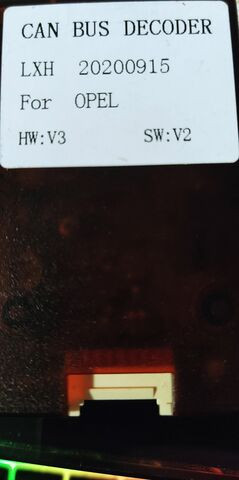 CAN BUS DECODER
LXH 20200915
For OPEL
HW:V3 SW:V2